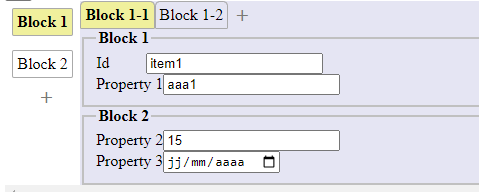 Block 1
Block 2
+
Block 1-1 Block 1-2 +
Block 1
Id item1
Property 1 aaa1
Block 2
Property 2 15
Property 3 jj/mm/aaaa